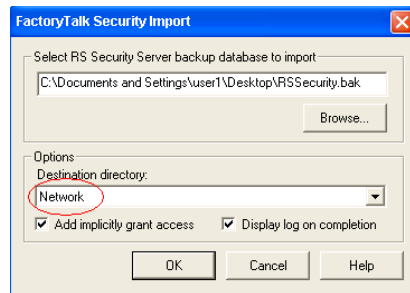 FactoryTalk Security Import
Select RS Security Server backup database to import
C:\Documents and Settings\user1\Desktop\RSSecurity.bak
Browse...
Options
Destination directory:
Network
Add implicitly grant access Display log on completion
OK Cancel Help